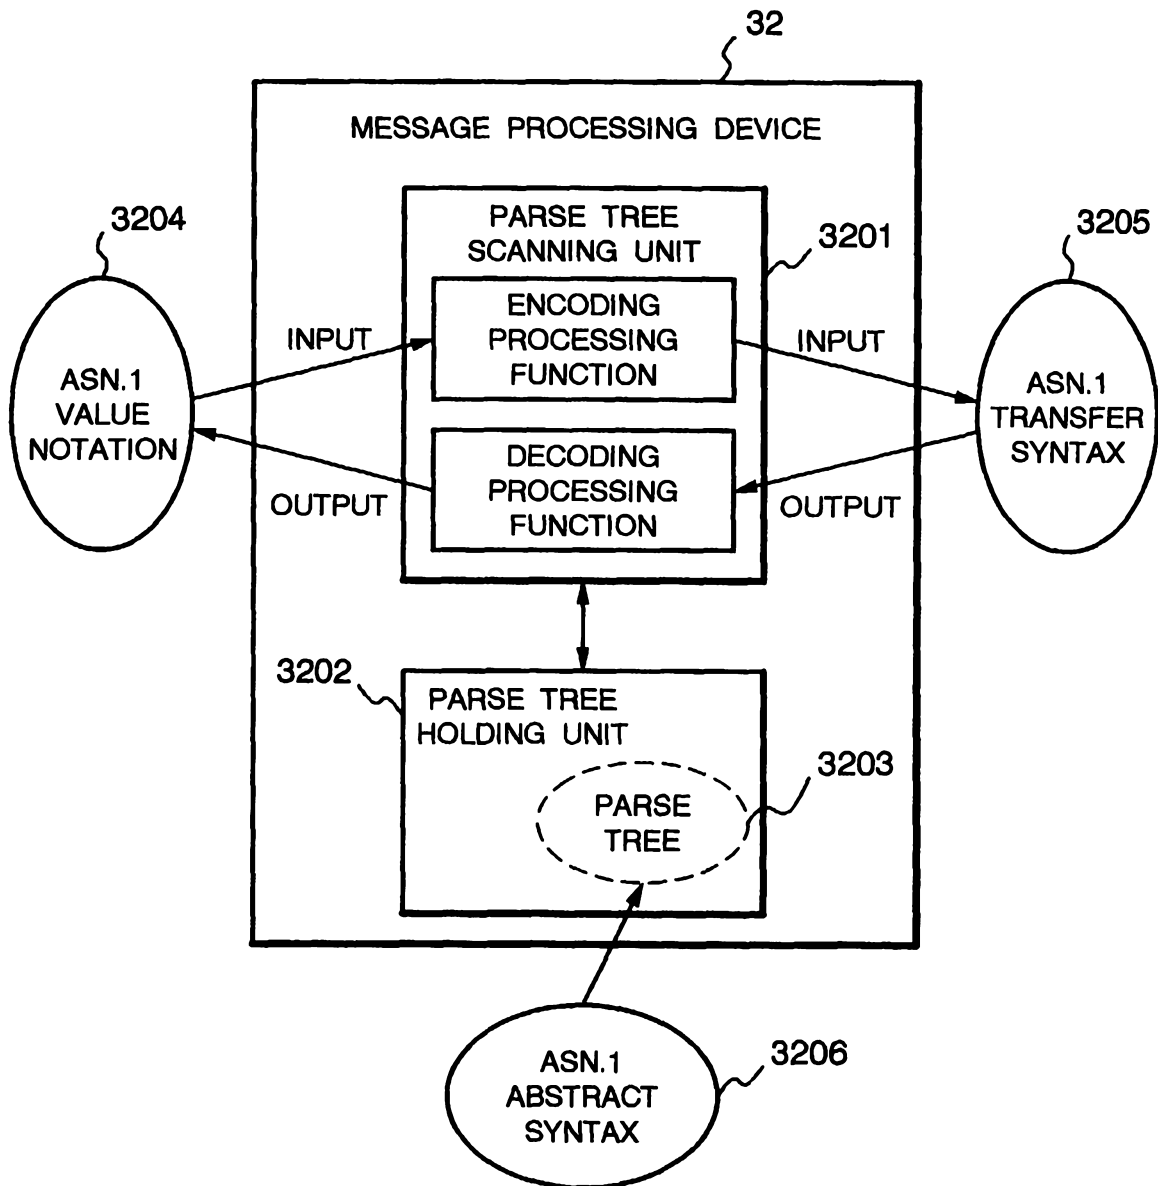 32
MESSAGE PROCESSING DEVICE
3204
PARSE TREE
SCANNING UNIT
3201
3205
ENCODING
PROCESSING
FUNCTION
INPUT
INPUT
ASN.1
VALUE
NOTATION
ASN.1
TRANSFER
SYNTAX
DECODING
PROCESSING
FUNCTION
OUTPUT
OUTPUT
3202
PARSE TREE
HOLDING UNIT
3203
PARSE
TREE
ASN.1
ABSTRACT
SYNTAX
3206